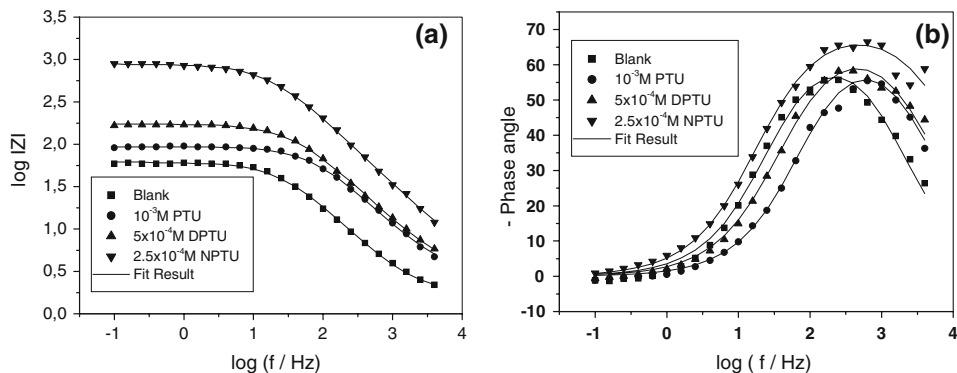 (a)
3,5
3,0
2,5
2,0
1,5
1,0
0,5
0,0
log |Z|
Blank
10⁻³M PTU
5x10⁻⁴M DPTU
2.5x10⁻⁴M NPTU
Fit Result
-1 0 1 2 3 4
log (f / Hz)
(b)
70
60
50
40
30
20
10
0
-10
- Phase angle
Blank
10⁻³M PTU
5x10⁻⁴M DPTU
2.5x10⁻⁴M NPTU
Fit Result
-1 0 1 2 3 4
log ( f / Hz)